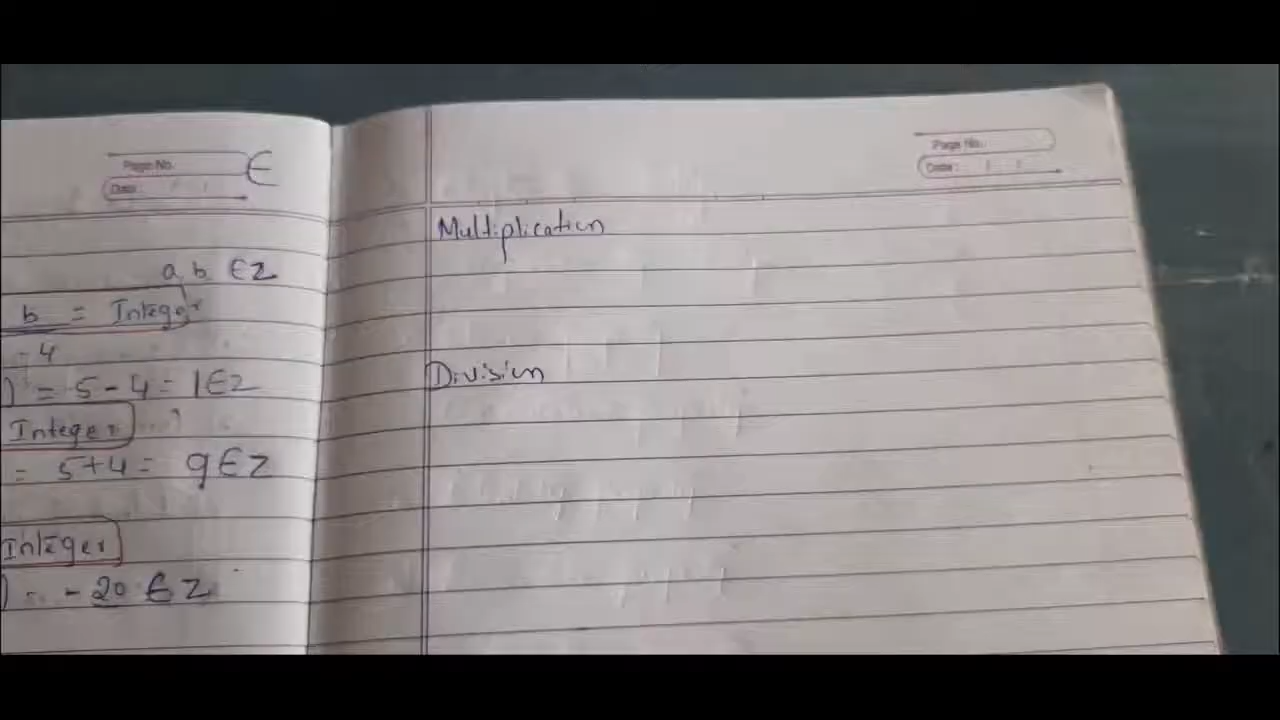 Page No. ∈
Date :
a, b ∈ Z
b = Integer
- 4
) = 5 - 4 = 1 ∈ Z
Integer
= 5 + 4 = 9 ∈ Z
Integer
) = - 20 ∈ Z
Page No.
Date :
Multiplication
Division